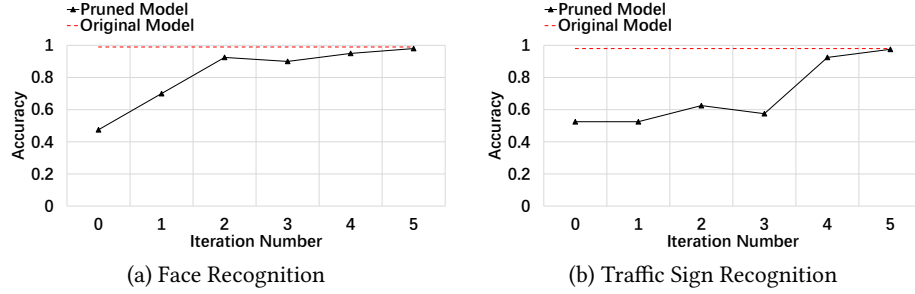 Pruned Model
Original Model
1
0.8
0.6
0.4
0.2
0
Accuracy
0 1 2 3 4 5
Iteration Number
(a) Face Recognition
Pruned Model
Original Model
1
0.8
0.6
0.4
0.2
0
Accuracy
0 1 2 3 4 5
Iteration Number
(b) Traffic Sign Recognition